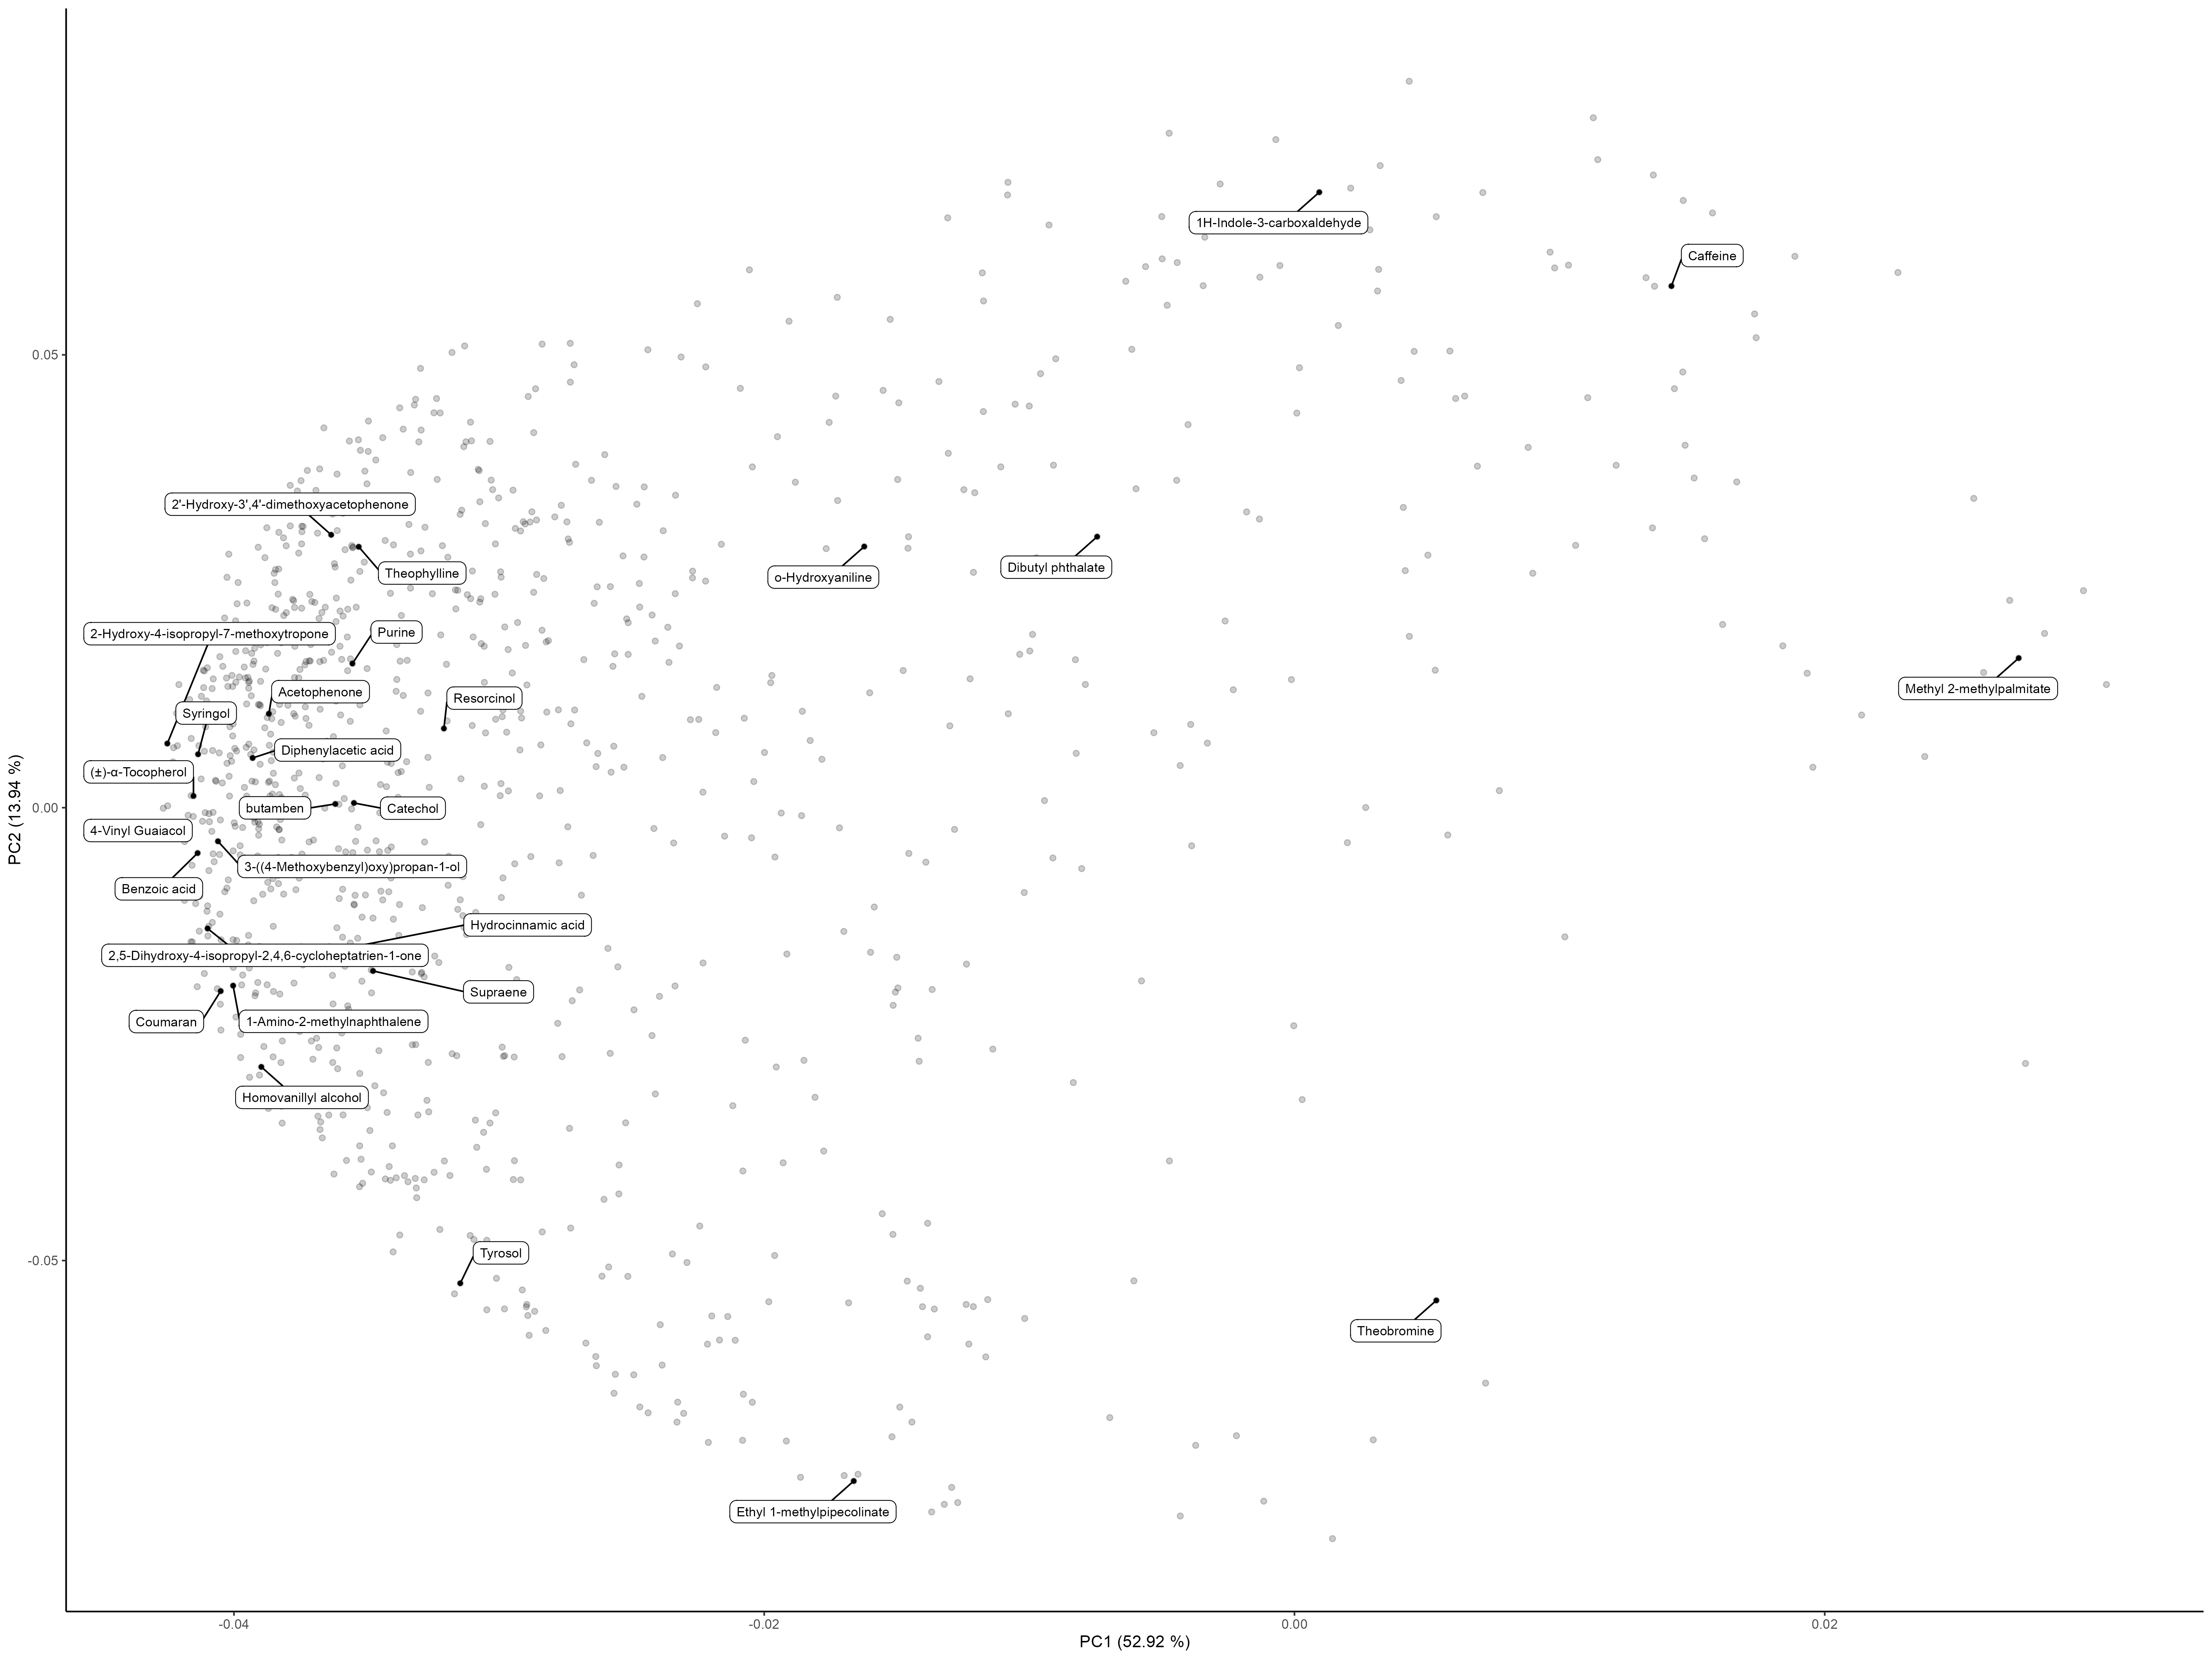 1H-Indole-3-carboxaldehyde
Caffeine
0.05
2'-Hydroxy-3',4'-dimethoxyacetophenone
Theophylline
o-Hydroxyaniline
Dibutyl phthalate
2-Hydroxy-4-isopropyl-7-methoxytropone
Purine
Acetophenone
Resorcinol
Methyl 2-methylpalmitate
Syringol
Diphenylacetic acid
(±)-α-Tocopherol
butamben
Catechol
0.00
PC2 (13.94 %)
4-Vinyl Guaiacol
3-((4-Methoxybenzyl)oxy)propan-1-ol
Benzoic acid
Hydrocinnamic acid
2,5-Dihydroxy-4-isopropyl-2,4,6-cycloheptatrien-1-one
Supraene
Coumaran
1-Amino-2-methylnaphthalene
Homovanillyl alcohol
Tyrosol
-0.05
Theobromine
Ethyl 1-methylpipecolinate
-0.04
-0.02
0.00
0.02
PC1 (52.92 %)